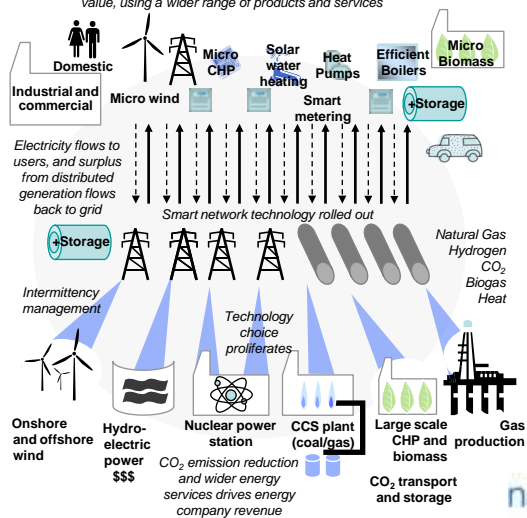 value, using a wider range of products and services
Domestic
Micro
CHP
Solar
water
heating
Heat
Pumps
Efficient
Boilers
Micro
Biomass
Industrial and
commercial
Micro wind
Smart
metering
+Storage
Electricity flows to
users, and surplus
from distributed
generation flows
back to grid
Smart network technology rolled out
+Storage
Natural Gas
Hydrogen
CO2
Biogas
Heat
Intermittency
management
Technology
choice
proliferates
Onshore
and offshore
wind
Hydro-
electric
power
$$$
Nuclear power
station
CCS plant
(coal/gas)
Large scale
CHP and
biomass
Gas
production
CO2 emission reduction
and wider energy
services drives energy
company revenue
CO2 transport
and storage
n